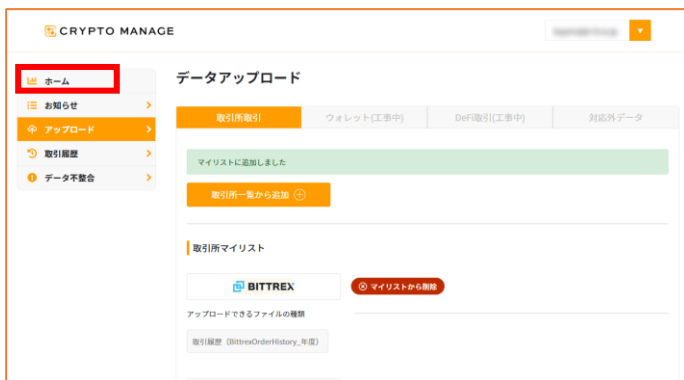 CRYPTO MANAGE
ホーム
お知らせ
アップロード
取引履歴
データ不整合
データアップロード
取引所取引
ウォレット(工事中)
DeFi取引(工事中)
対応外データ
マイリストに追加しました
取引所一覧から追加
取引所マイリスト
BITTREX
マイリストから削除
アップロードできるファイルの種類
取引履歴（BittrexOrderHistory_年度）